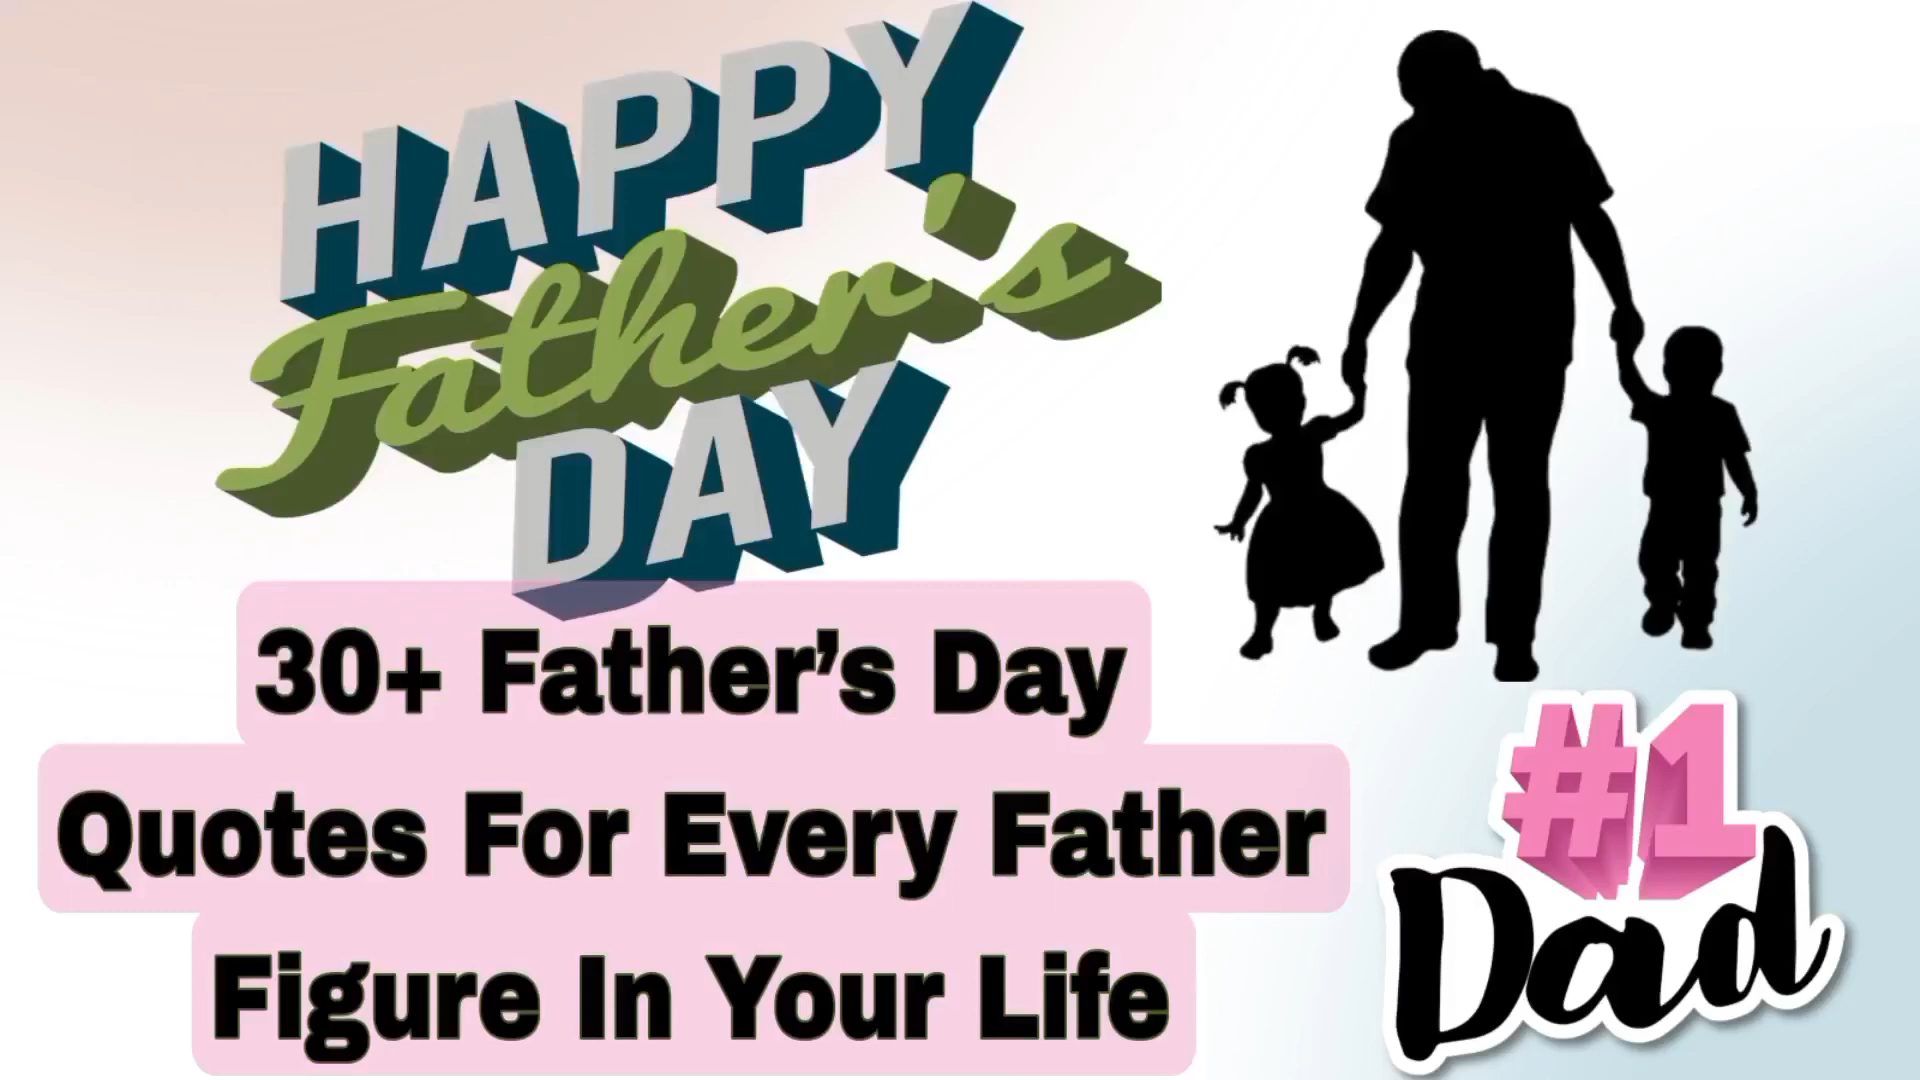 HAPPY
Father's
DAY
30+ Father’s Day
Quotes For Every Father
Figure In Your Life
#1
Dad